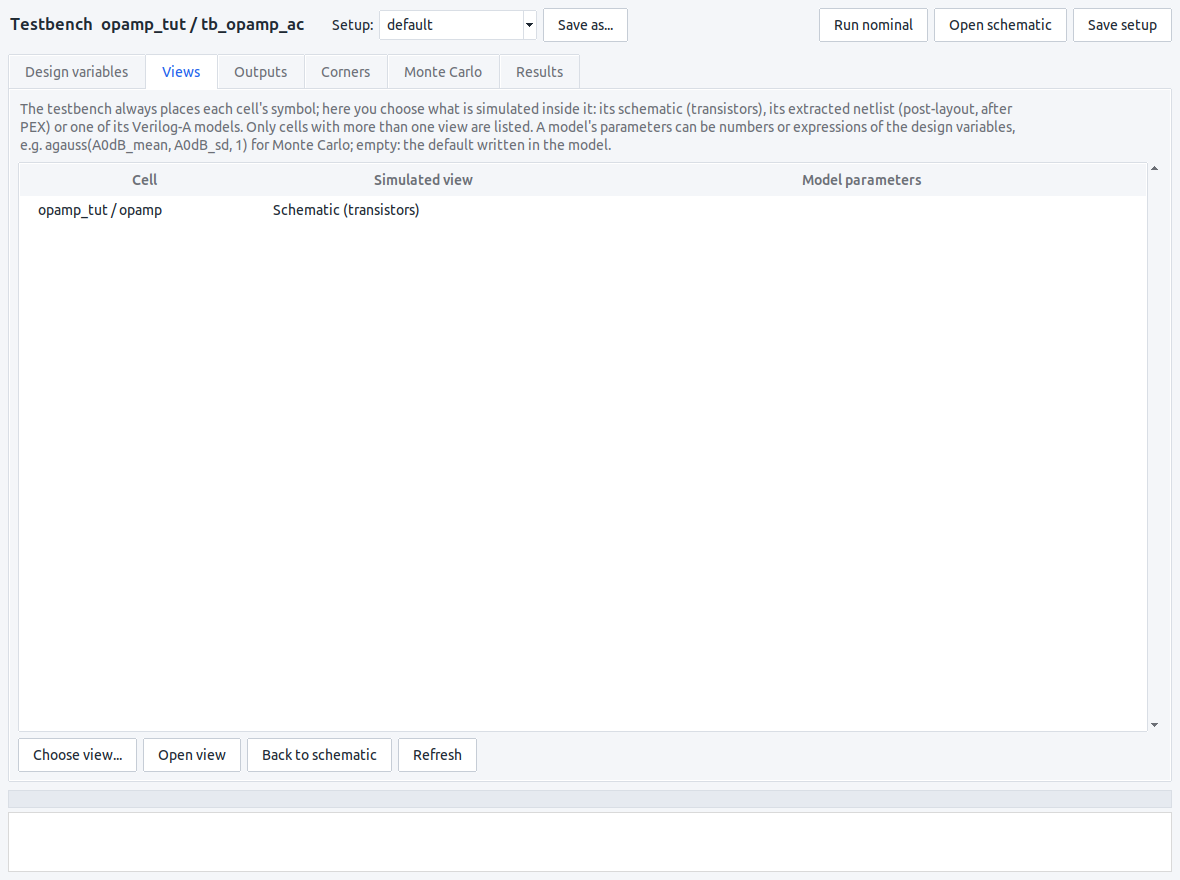 Testbench opamp_tut / tb_opamp_ac Setup: default Save as... Run nominal Open schematic Save setup
Design variables Views Outputs Corners Monte Carlo Results
The testbench always places each cell's symbol; here you choose what is simulated inside it: its schematic (transistors), its extracted netlist (post-layout, after
PEX) or one of its Verilog-A models. Only cells with more than one view are listed. A model's parameters can be numbers or expressions of the design variables,
e.g. agauss(A0dB_mean, A0dB_sd, 1) for Monte Carlo; empty: the default written in the model.
Cell Simulated view Model parameters
opamp_tut / opamp Schematic (transistors)
Choose view... Open view Back to schematic Refresh